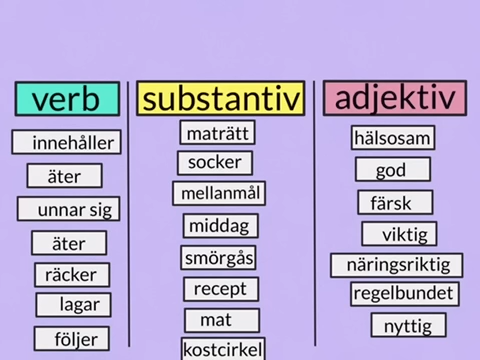 verb
innehåller
äter
unnar sig
äter
räcker
lagar
följer
substantiv
maträtt
socker
mellanmål
middag
smörgås
recept
mat
kostcirkel
adjektiv
hälsosam
god
färsk
viktig
näringsriktig
regelbundet
nyttig